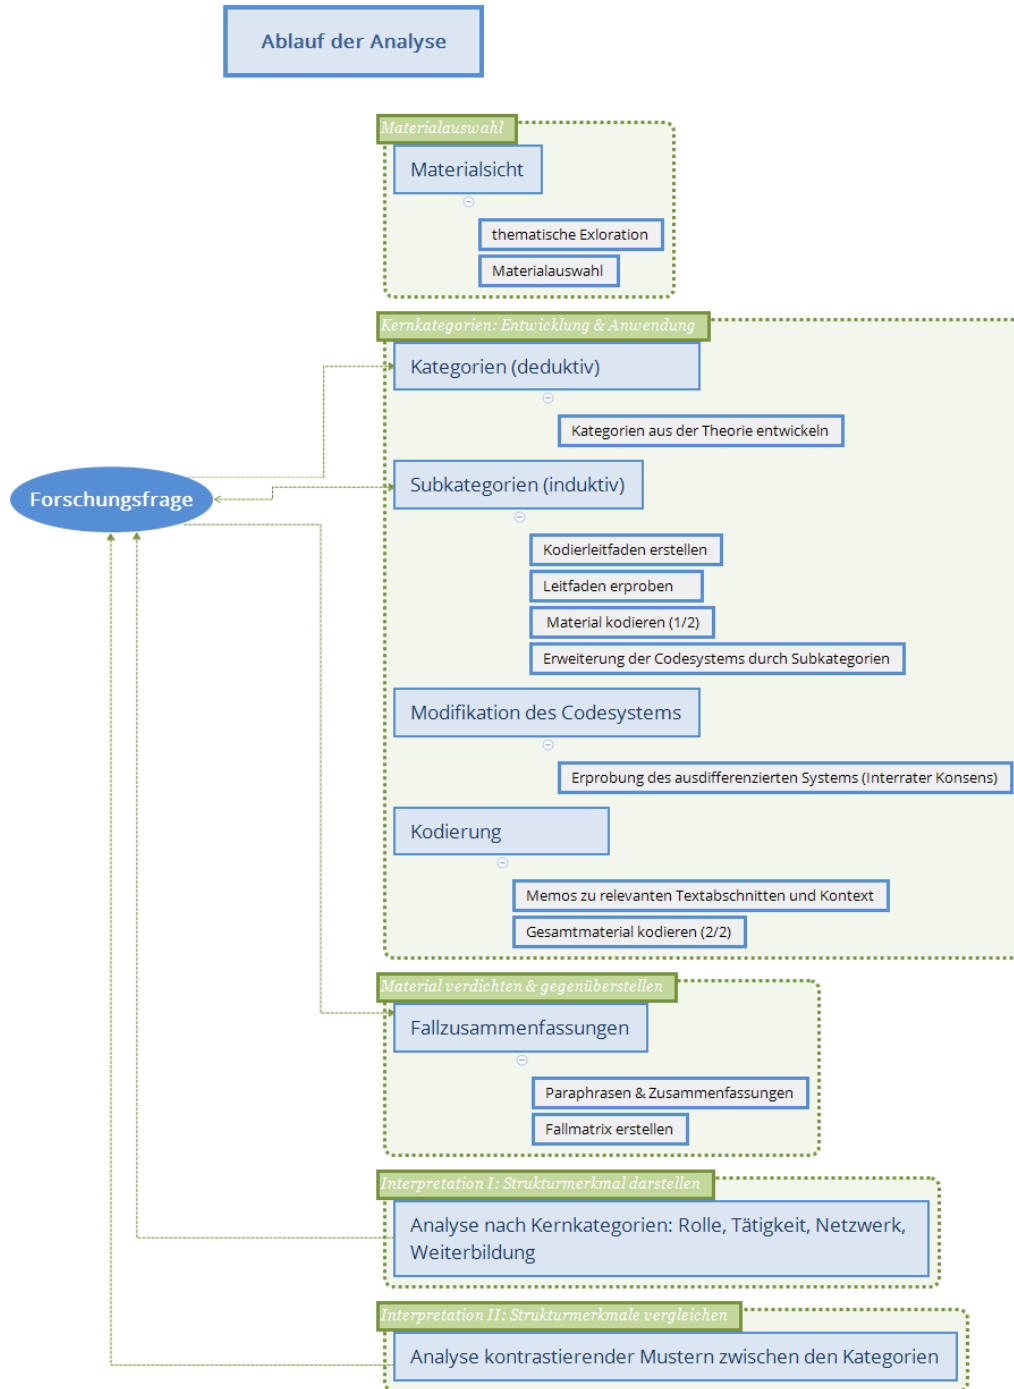 Ablauf der Analyse
Materialauswahl
Materialsicht
thematische Exloration
Materialauswahl
Kernkategorien: Entwicklung & Anwendung
Kategorien (deduktiv)
Kategorien aus der Theorie entwickeln
Forschungsfrage
Subkategorien (induktiv)
Kodierleitfaden erstellen
Leitfaden erproben
Material kodieren (1/2)
Erweiterung der Codesystems durch Subkategorien
Modifikation des Codesystems
Erprobung des ausdifferenzierten Systems (Interrater Konsens)
Kodierung
Memos zu relevanten Textabschnitten und Kontext
Gesamtmaterial kodieren (2/2)
Material verdichten & gegenüberstellen
Fallzusammenfassungen
Paraphrasen & Zusammenfassungen
Fallmatrix erstellen
Interpretation I: Strukturmerkmal darstellen
Analyse nach Kernkategorien: Rolle, Tätigkeit, Netzwerk,
Weiterbildung
Interpretation II: Strukturmerkmale vergleichen
Analyse kontrastierender Mustern zwischen den Kategorien